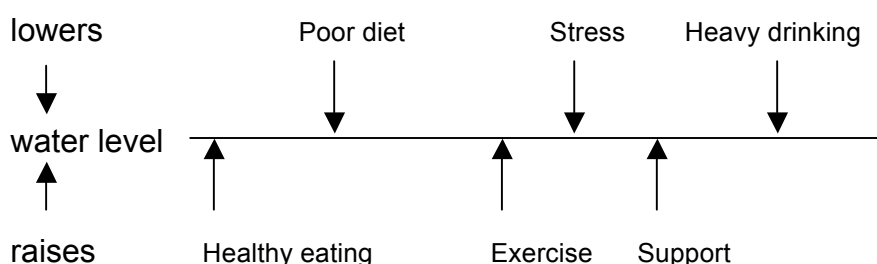 lowers Poor diet Stress Heavy drinking
water level
raises Healthy eating Exercise Support